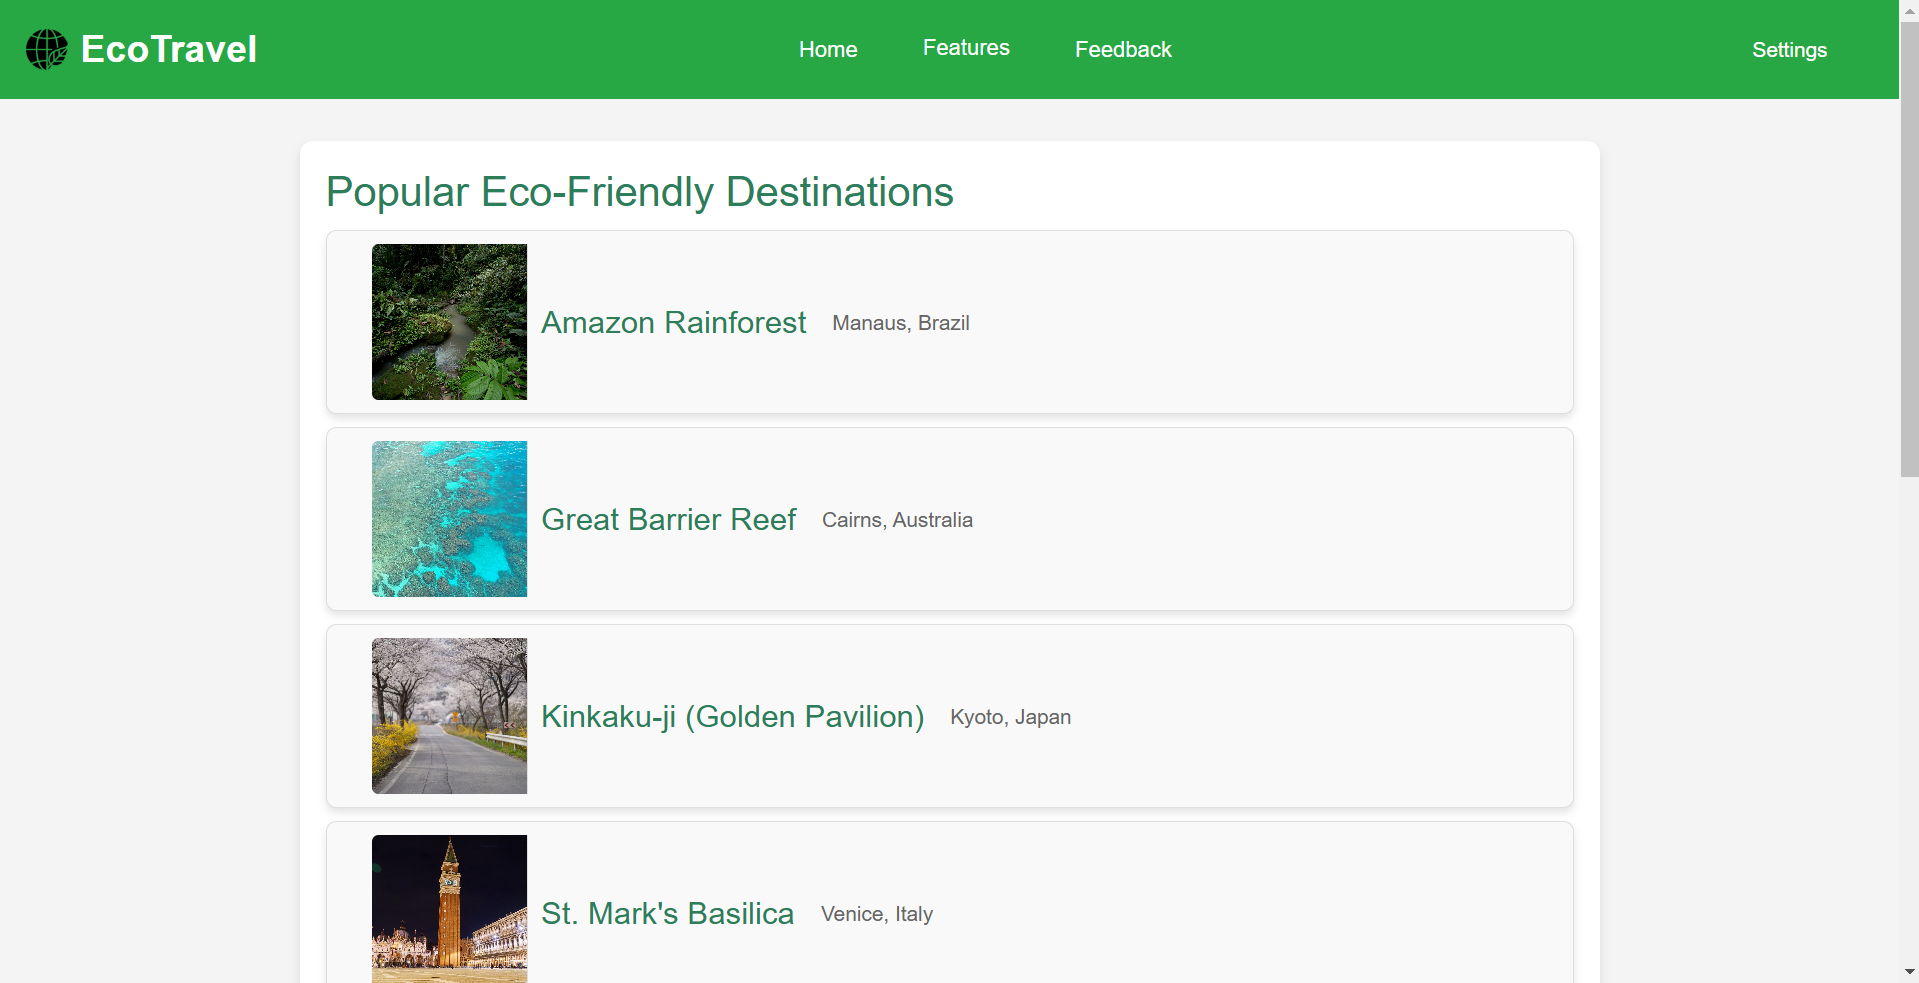 EcoTravel
Home Features Feedback
Settings
Popular Eco-Friendly Destinations
Amazon Rainforest Manaus, Brazil
Great Barrier Reef Cairns, Australia
Kinkaku-ji (Golden Pavilion) Kyoto, Japan
St. Mark's Basilica Venice, Italy